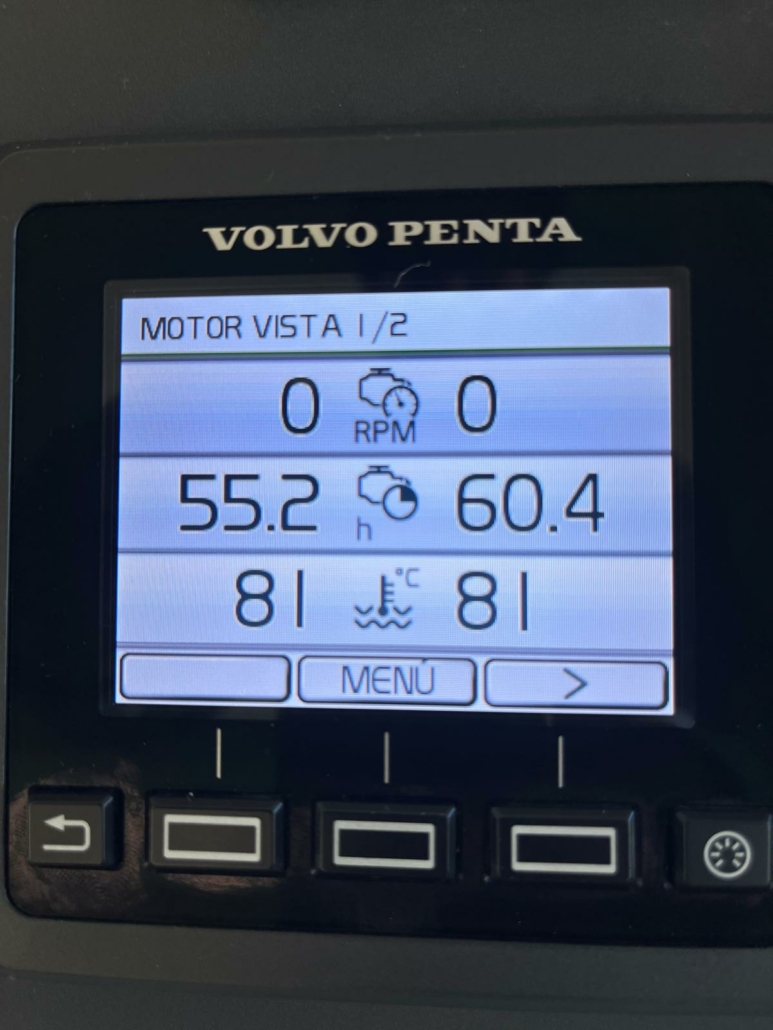 VOLVO PENTA
MOTOR VISTA 1/2
0 RPM 0
55.2 h 60.4
81 °C 81
MENÚ >